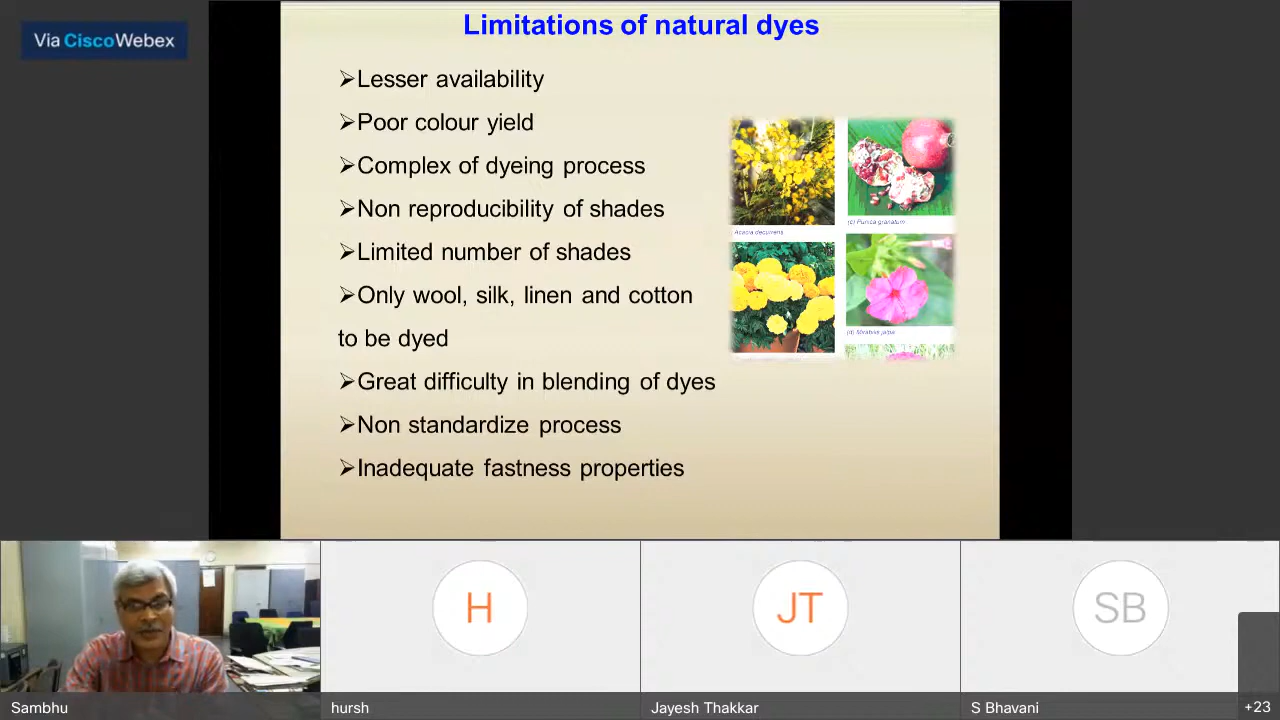 Via CiscoWebex
Limitations of natural dyes
➢Lesser availability
➢Poor colour yield
➢Complex of dyeing process
➢Non reproducibility of shades
➢Limited number of shades
➢Only wool, silk, linen and cotton
to be dyed
➢Great difficulty in blending of dyes
➢Non standardize process
➢Inadequate fastness properties
Acacia decurrens
(c) Punica granatum
(d) Mirabilis jalpa
H
JT
SB
Sambhu
hursh
Jayesh Thakkar
S Bhavani
+23